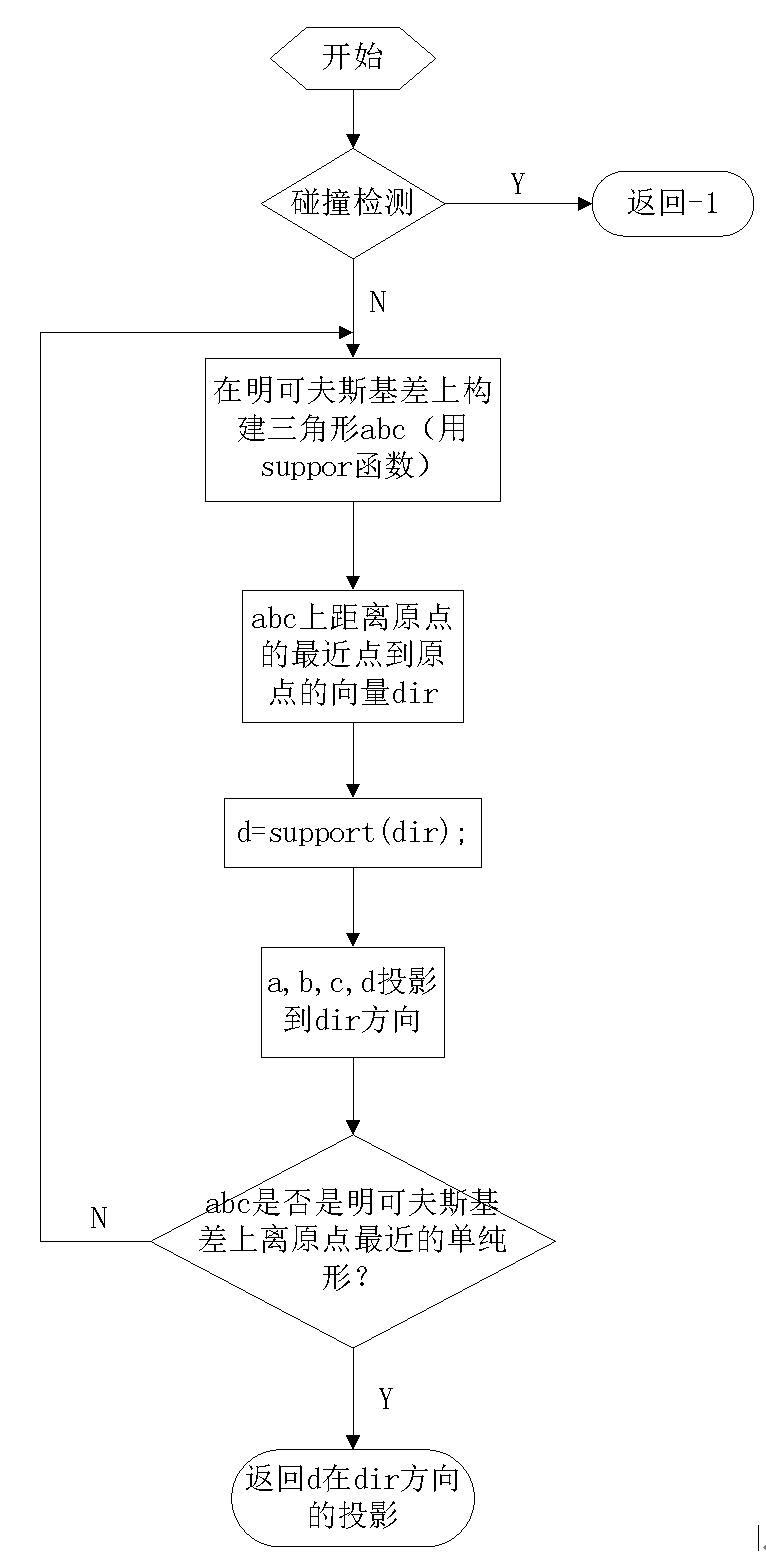 开始
碰撞检测
Y
返回-1
N
在明可夫斯基差上构
建三角形abc（用
suppor函数）
abc上距离原点
的最近点到原
点的向量dir
d=support(dir);
a,b,c,d投影
到dir方向
abc是否是明可夫斯基
差上离原点最近的单纯
形？
N
Y
返回d在dir方向
的投影